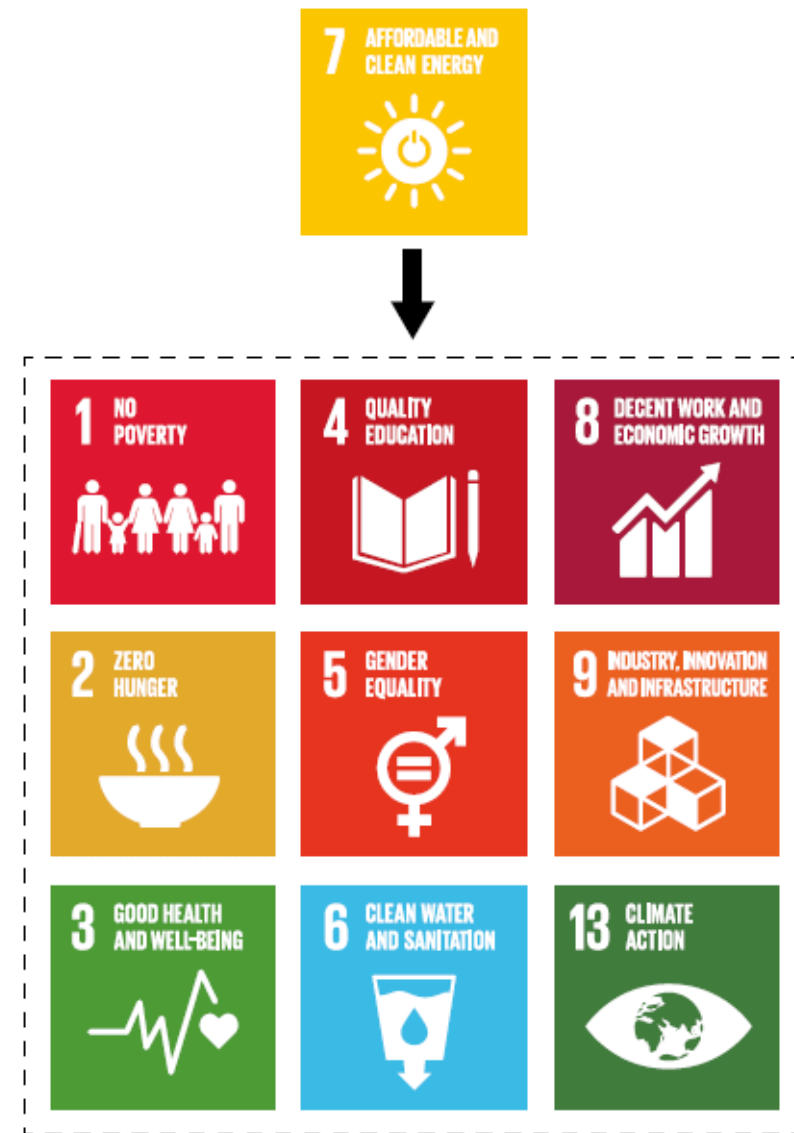 7 AFFORDABLE AND
CLEAN ENERGY
1 NO
POVERTY
4 QUALITY
EDUCATION
8 DECENT WORK AND
ECONOMIC GROWTH
2 ZERO
HUNGER
5 GENDER
EQUALITY
9 INDUSTRY, INNOVATION
AND INFRASTRUCTURE
3 GOOD HEALTH
AND WELL-BEING
6 CLEAN WATER
AND SANITATION
13 CLIMATE
ACTION